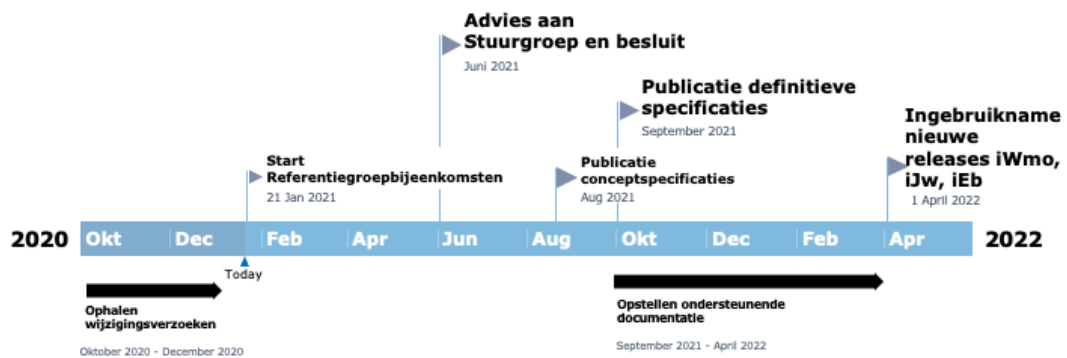 Advies aan
Stuurgroep en besluit
Juni 2021
Publicatie definitieve
specificaties
September 2021
Ingebruikname
nieuwe
releases iWmo,
iJw, iEb
1 April 2022
Start
Referentiegroepbijeenkomsten
21 Jan 2021
Publicatie
conceptspecificaties
Aug 2021
2020 Okt Dec Feb Apr Jun Aug Okt Dec Feb Apr 2022
Today
Ophalen
wijzigingsverzoeken
Oktober 2020 - December 2020
Opstellen ondersteunende
documentatie
September 2021 - April 2022